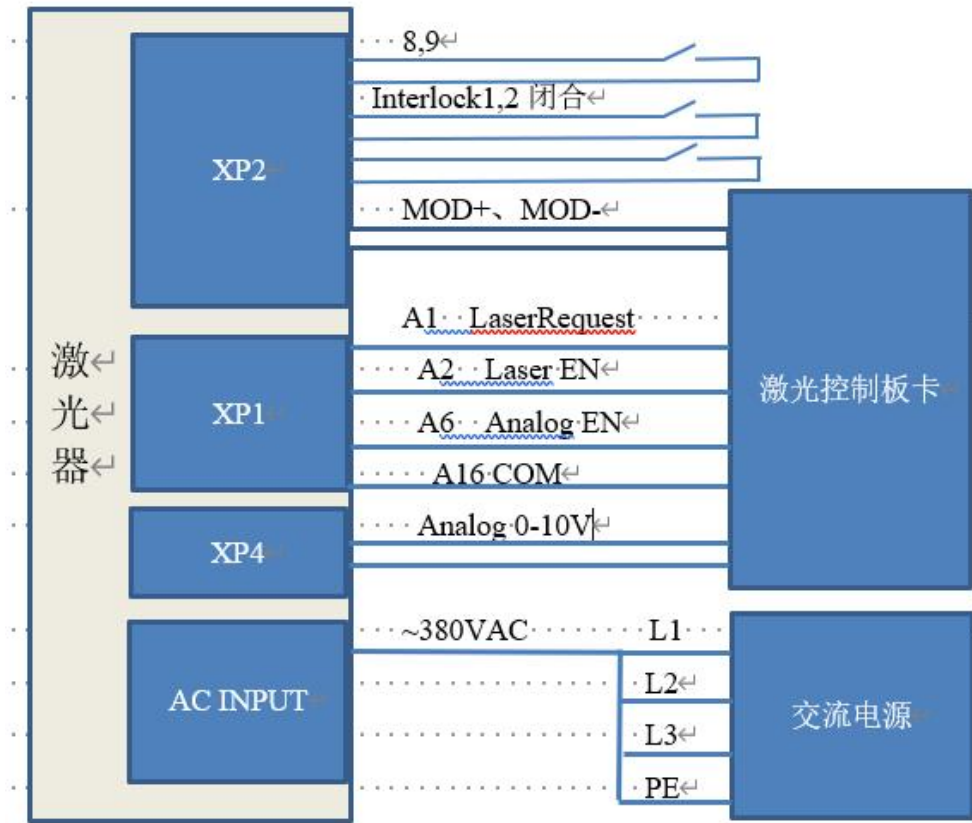 8,9
Interlock1,2 闭合
XP2
MOD+、MOD-
A1 LaserRequest
激
光
器
XP1
A2 Laser EN
A6 Analog EN
A16 COM
激光控制板卡
XP4
Analog 0-10V
AC INPUT
~380VAC L1
L2
L3
PE
交流电源